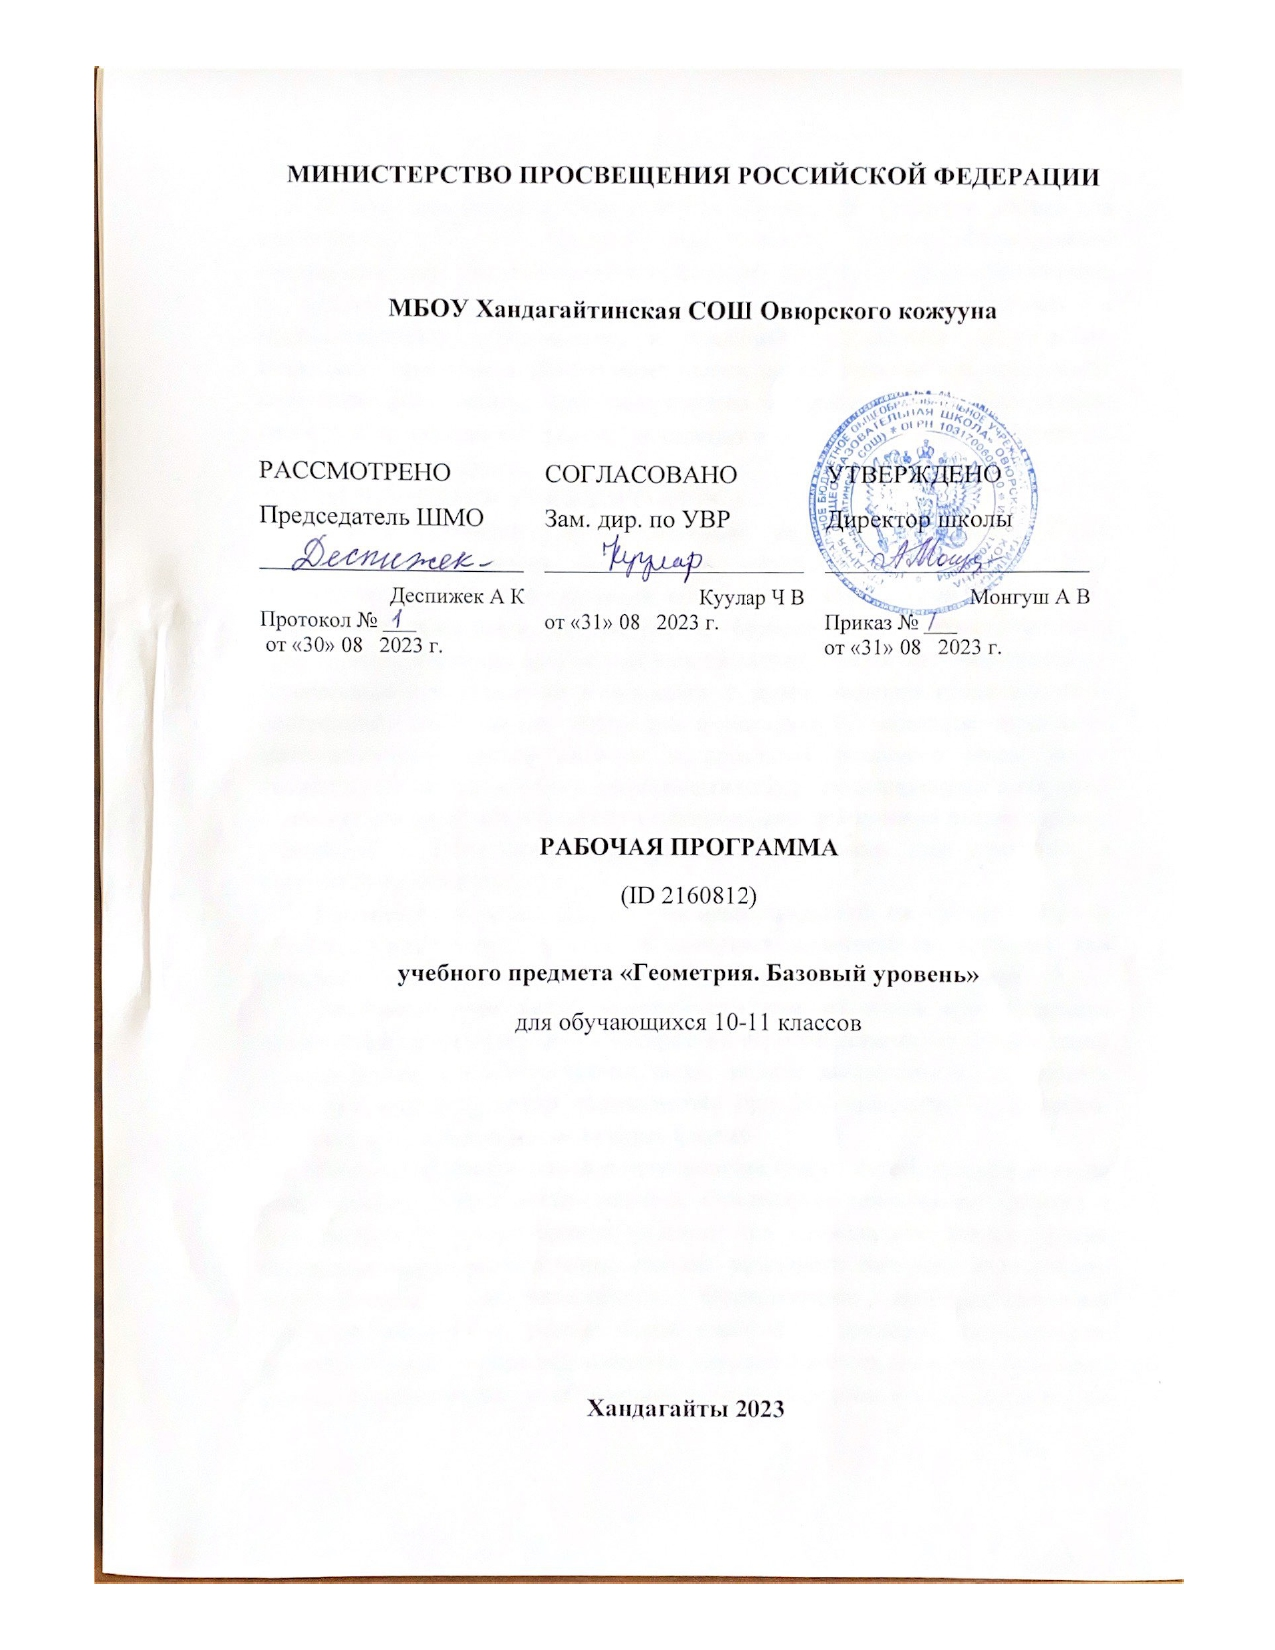 МИНИСТЕРСТВО ПРОСВЕЩЕНИЯ РОССИЙСКОЙ ФЕДЕРАЦИИ
МБОУ Хандагайтинская СОШ Овюрского кожууна
РАССМОТРЕНО
Председатель ШМО
Деспижек
Деспижек А К
Протокол № 1
от «30» 08 2023 г.
СОГЛАСОВАНО
Зам. дир. по УВР
Куулар
Куулар Ч В
от «31» 08 2023 г.
УТВЕРЖДЕНО
Директор школы
А Монгуш
Монгуш А В
Приказ № 1
от «31» 08 2023 г.
РАБОЧАЯ ПРОГРАММА
(ID 2160812)
учебного предмета «Геометрия. Базовый уровень»
для обучающихся 10-11 классов
Хандагайты 2023